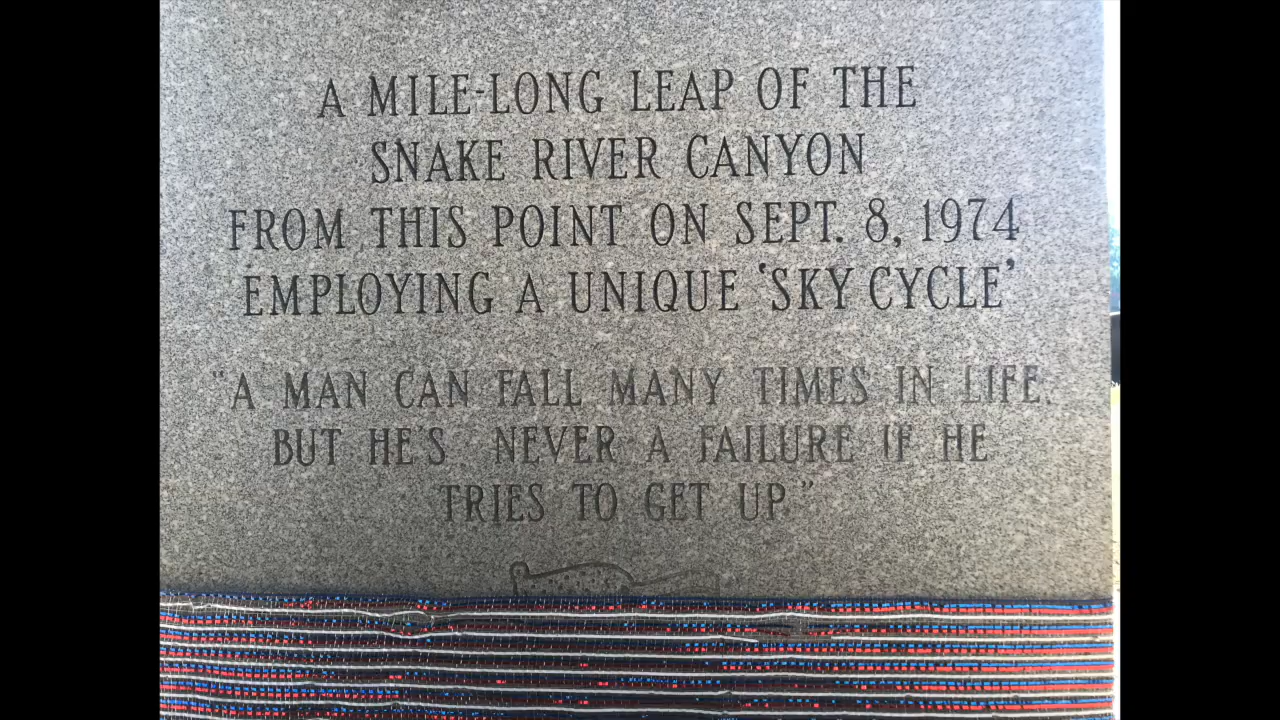 A MILE-LONG LEAP OF THE
SNAKE RIVER CANYON
FROM THIS POINT ON SEPT. 8, 1974
EMPLOYING A UNIQUE ‘SKY CYCLE’
“A MAN CAN FALL MANY TIMES IN LIFE,
BUT HE'S NEVER A FAILURE IF HE
TRIES TO GET UP.”